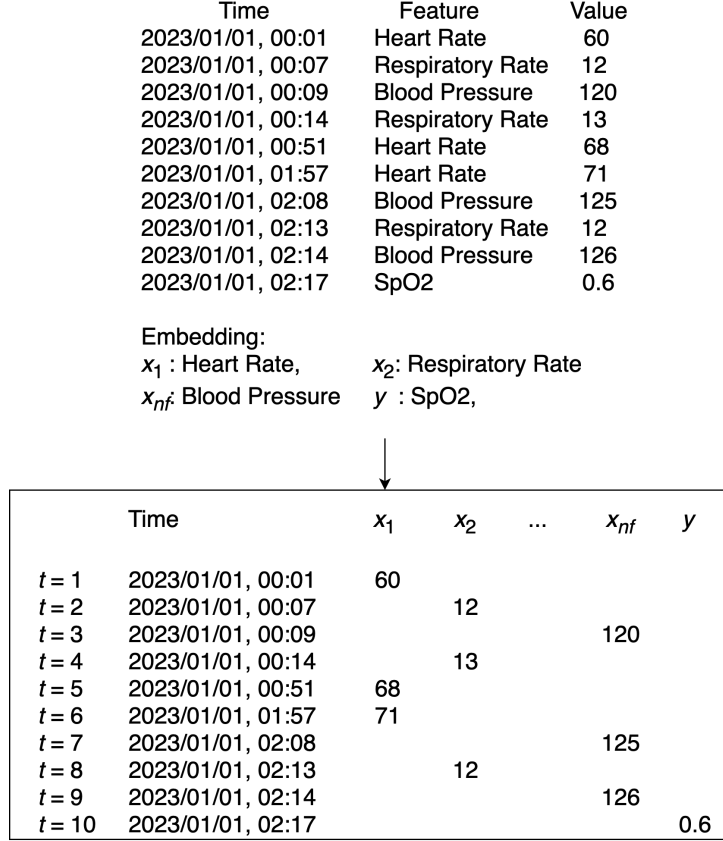 Time Feature Value
2023/01/01, 00:01 Heart Rate 60
2023/01/01, 00:07 Respiratory Rate 12
2023/01/01, 00:09 Blood Pressure 120
2023/01/01, 00:14 Respiratory Rate 13
2023/01/01, 00:51 Heart Rate 68
2023/01/01, 01:57 Heart Rate 71
2023/01/01, 02:08 Blood Pressure 125
2023/01/01, 02:13 Respiratory Rate 12
2023/01/01, 02:14 Blood Pressure 126
2023/01/01, 02:17 SpO2 0.6
Embedding:
x1 : Heart Rate, x2: Respiratory Rate
xnf: Blood Pressure y : SpO2,
Time x1 x2 ... xnf y
t = 1 2023/01/01, 00:01 60
t = 2 2023/01/01, 00:07 12
t = 3 2023/01/01, 00:09 120
t = 4 2023/01/01, 00:14 13
t = 5 2023/01/01, 00:51 68
t = 6 2023/01/01, 01:57 71
t = 7 2023/01/01, 02:08 125
t = 8 2023/01/01, 02:13 12
t = 9 2023/01/01, 02:14 126
t = 10 2023/01/01, 02:17 0.6